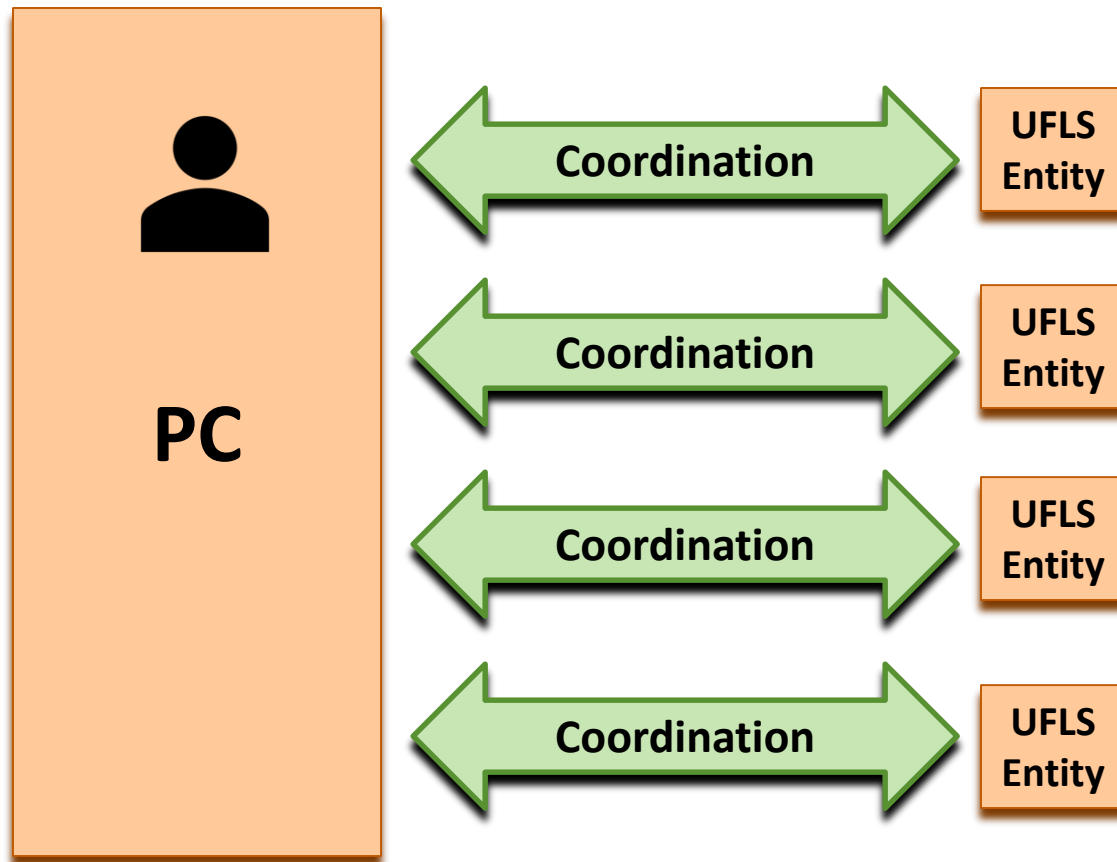 PC
Coordination
UFLS
Entity
Coordination
UFLS
Entity
Coordination
UFLS
Entity
Coordination
UFLS
Entity